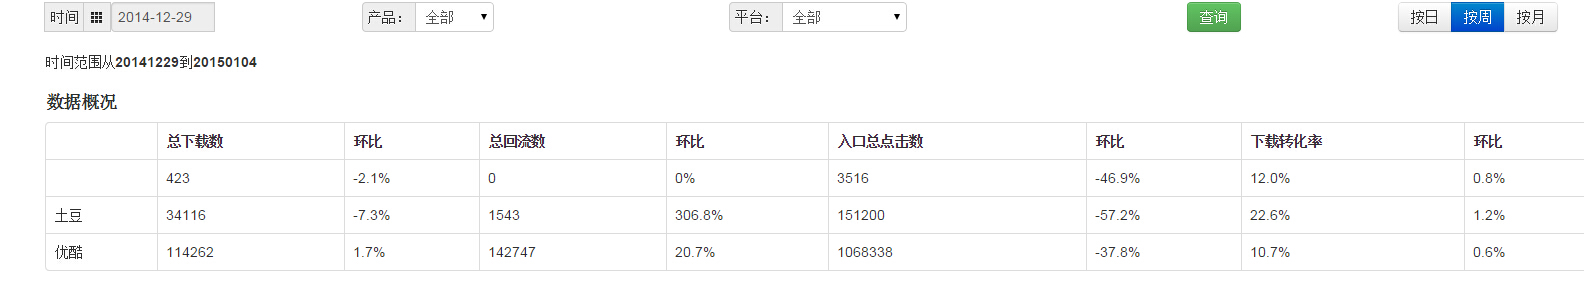 时间 2014-12-29 产品： 全部 平台： 全部 查询 按日 按周 按月
时间范围从20141229到20150104
数据概况
总下载数 环比 总回流数 环比 入口总点击数 环比 下载转化率 环比
423 -2.1% 0 0% 3516 -46.9% 12.0% 0.8%
土豆 34116 -7.3% 1543 306.8% 151200 -57.2% 22.6% 1.2%
优酷 114262 1.7% 142747 20.7% 1068338 -37.8% 10.7% 0.6%